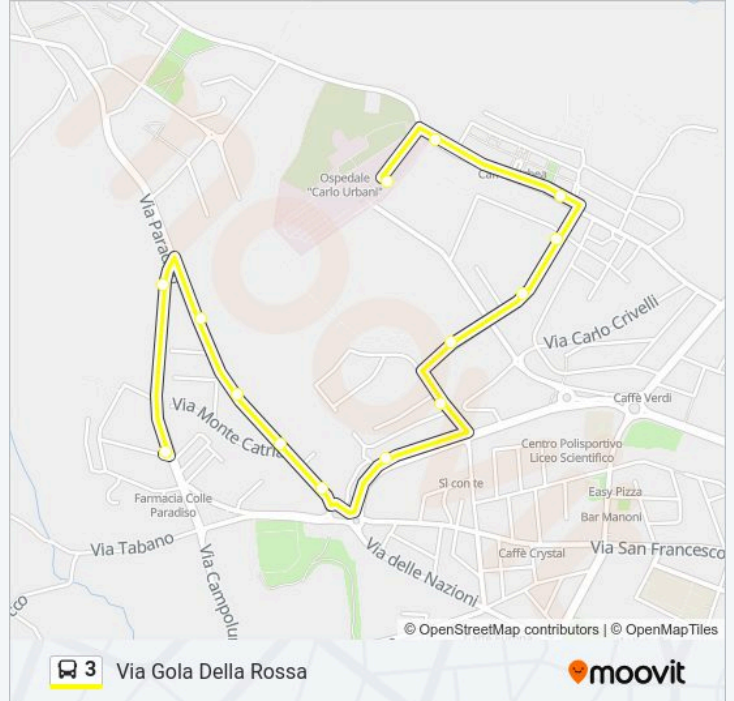 Ospedale
"Carlo Urbani"
Via Carlo Crivelli
Caffè Verdi
Via Monte Catria
Centro Polisportivo
Liceo Scientifico
Sì con te
Easy Pizza
Farmacia Colle
Paradiso
Bar Manoni
Via Tabano
Caffè Crystal
Via San Francesco
Via delle Nazioni
© OpenStreetMap contributors | © OpenMapTiles
3 Via Gola Della Rossa
moovit